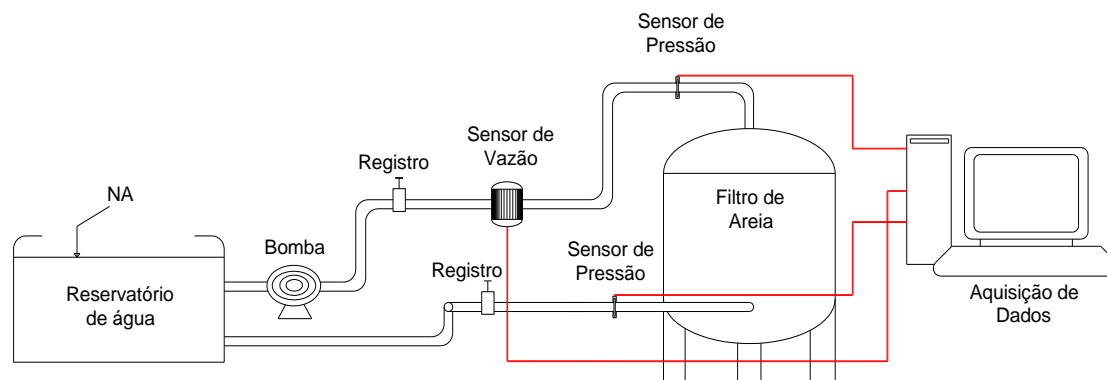 Sensor de
Pressão
Sensor de
Vazão
Registro
NA
Filtro de
Areia
Bomba
Sensor de
Pressão
Registro
Reservatório
de água
Aquisição de
Dados